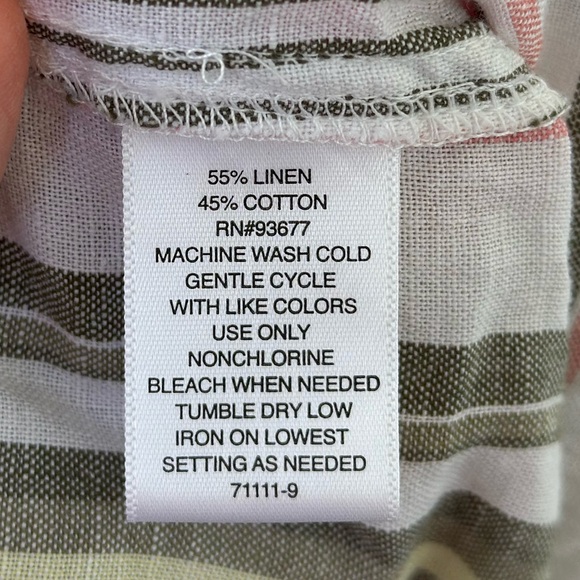 55% LINEN
45% COTTON
RN#93677
MACHINE WASH COLD
GENTLE CYCLE
WITH LIKE COLORS
USE ONLY
NONCHLORINE
BLEACH WHEN NEEDED
TUMBLE DRY LOW
IRON ON LOWEST
SETTING AS NEEDED
71111-9